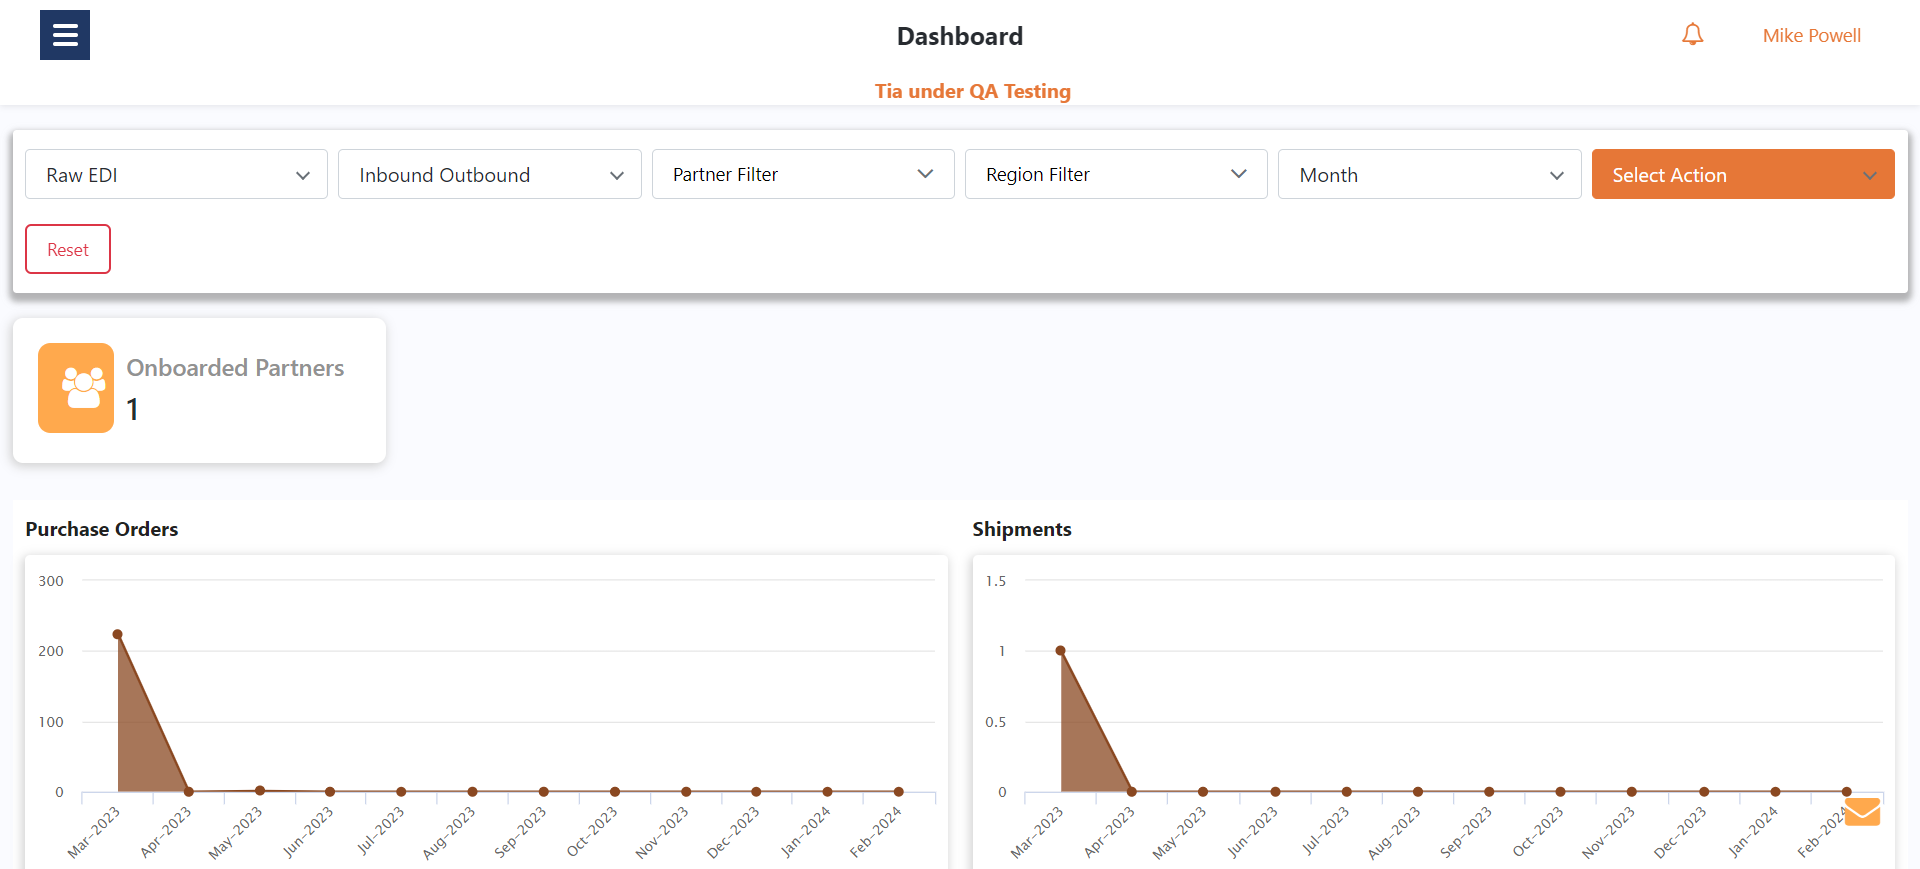 Dashboard
Mike Powell
Tia under QA Testing
Raw EDI
Inbound Outbound
Partner Filter
Region Filter
Month
Select Action
Reset
Onboarded Partners
1
Purchase Orders
300
200
100
0
Mar-2023
Apr-2023
May-2023
Jun-2023
Jul-2023
Aug-2023
Sep-2023
Oct-2023
Nov-2023
Dec-2023
Jan-2024
Feb-2024
Shipments
1.5
1
0.5
0
Mar-2023
Apr-2023
May-2023
Jun-2023
Jul-2023
Aug-2023
Sep-2023
Oct-2023
Nov-2023
Dec-2023
Jan-2024
Feb-2024